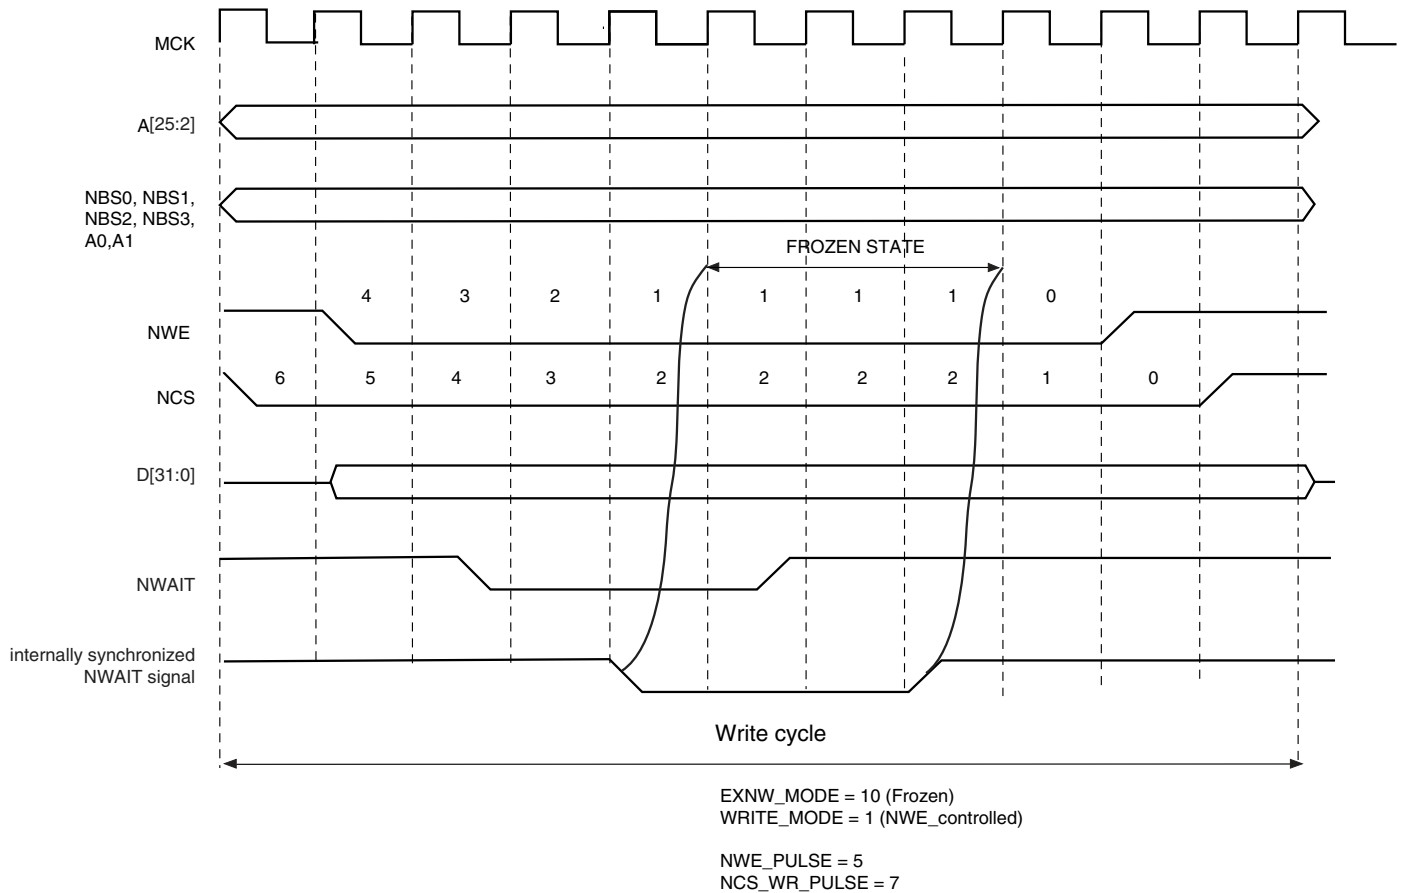 MCK
A[25:2]
NBS0, NBS1,
NBS2, NBS3,
A0,A1
FROZEN STATE
4 3 2 1 1 1 1 0
NWE
6 5 4 3 2 2 2 2 1 0
NCS
D[31:0]
NWAIT
internally synchronized
NWAIT signal
Write cycle
EXNW_MODE = 10 (Frozen)
WRITE_MODE = 1 (NWE_controlled)
NWE_PULSE = 5
NCS_WR_PULSE = 7